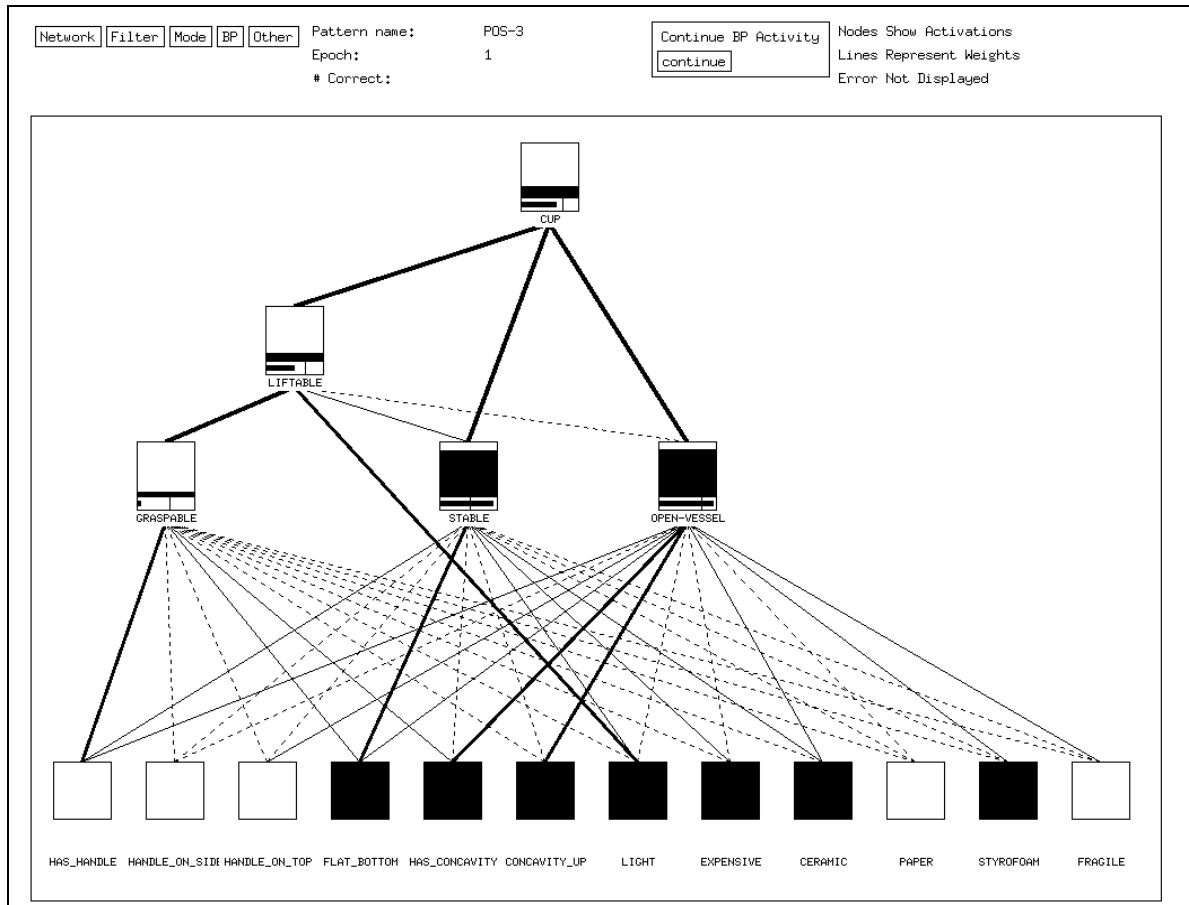 Network Filter Mode BP Other
Pattern name: POS-3
Epoch: 1
# Correct:
Continue BP Activity
continue
Nodes Show Activations
Lines Represent Weights
Error Not Displayed
CUP
LIFTABLE
GRASPABLE STABLE OPEN-VESSEL
HAS_HANDLE HANDLE_ON_SIDE HANDLE_ON_TOP FLAT_BOTTOM HAS_CONCAVITY CONCAVITY_UP LIGHT EXPENSIVE CERAMIC PAPER STYROFOAM FRAGILE